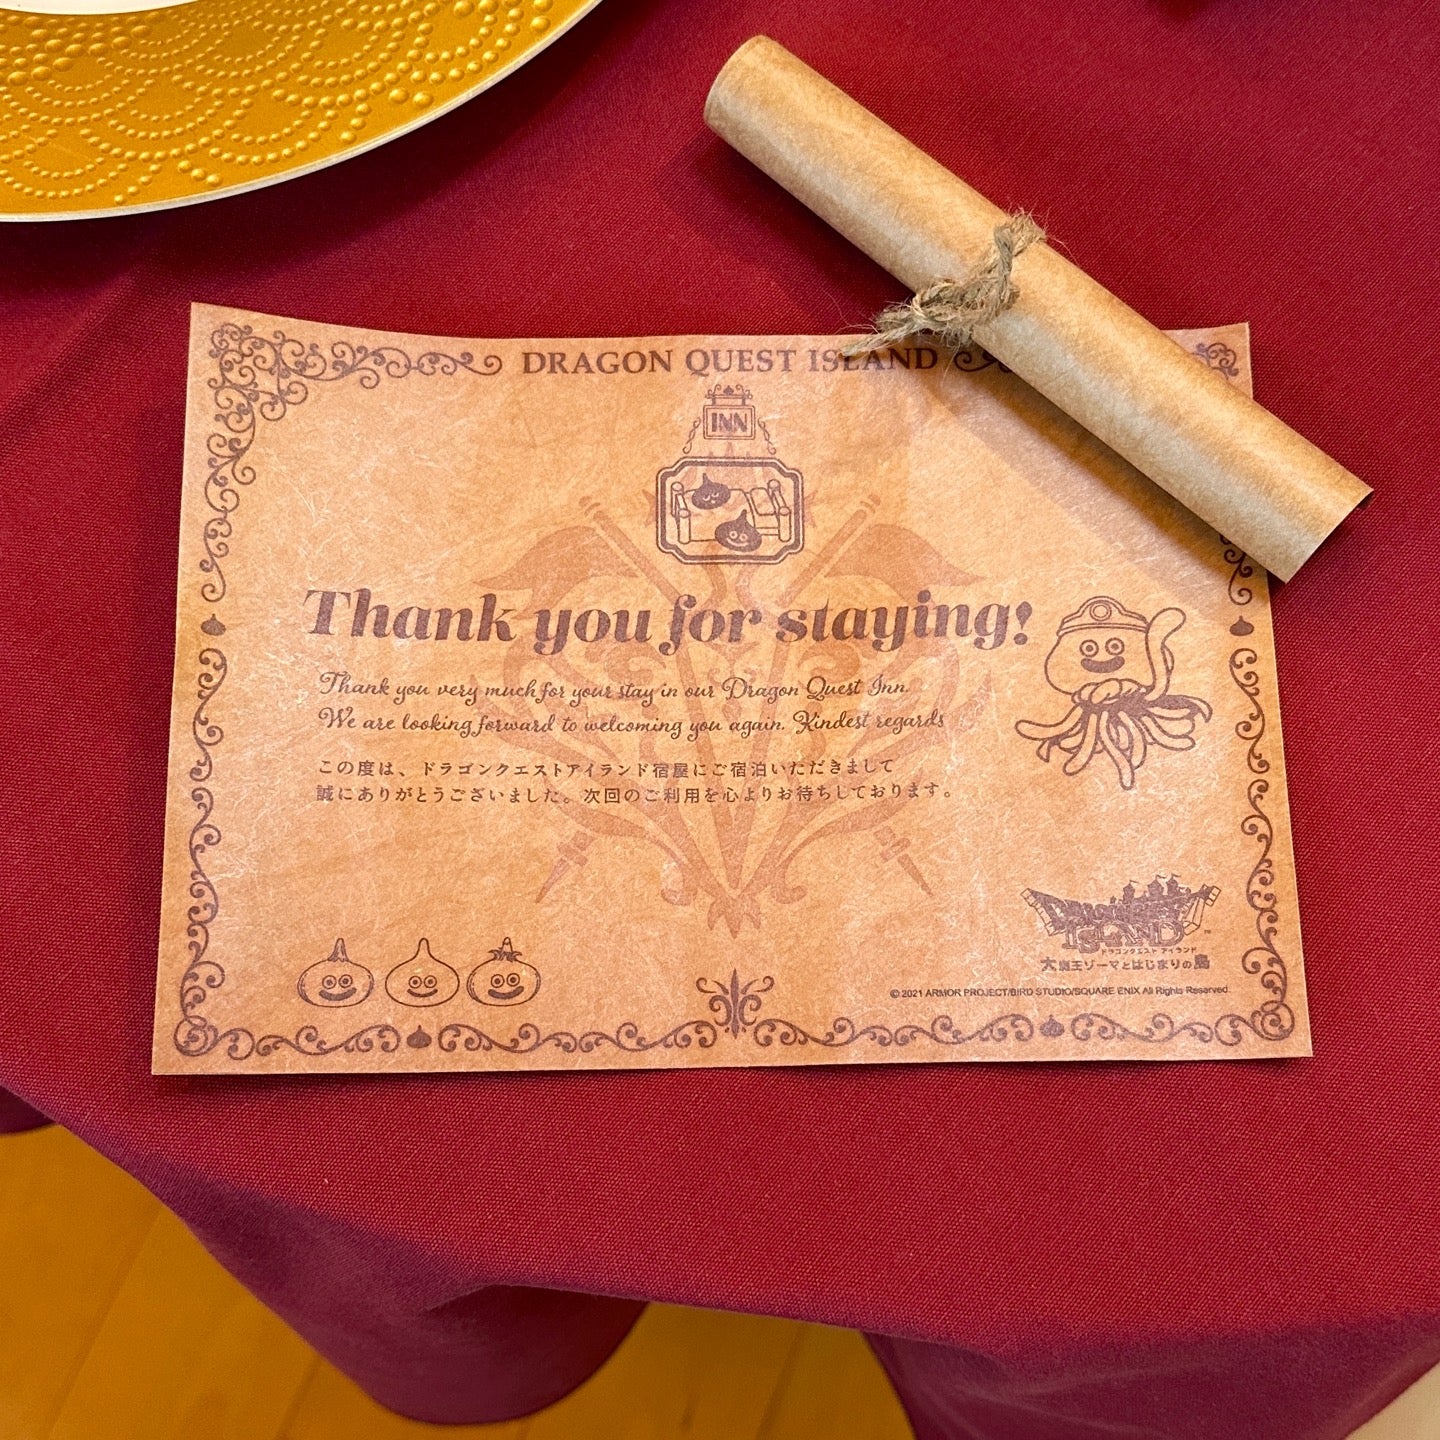 DRAGON QUEST ISLAND
INN
Thank you for staying!
Thank you very much for your stay in our Dragon Quest Inn.
We are looking forward to welcoming you again. Kindest regards
この度は、ドラゴンクエストアイランド宿屋にご宿泊いただきまして
誠にありがとうございました。次回のご利用を心よりお待ちしております。
DRAGON QUEST
ISLAND
TM
ドラゴンクエスト アイランド
大魔王ゾーマとはじまりの島
© 2021 ARMOR PROJECT/BIRD STUDIO/SQUARE ENIX All Rights Reserved.